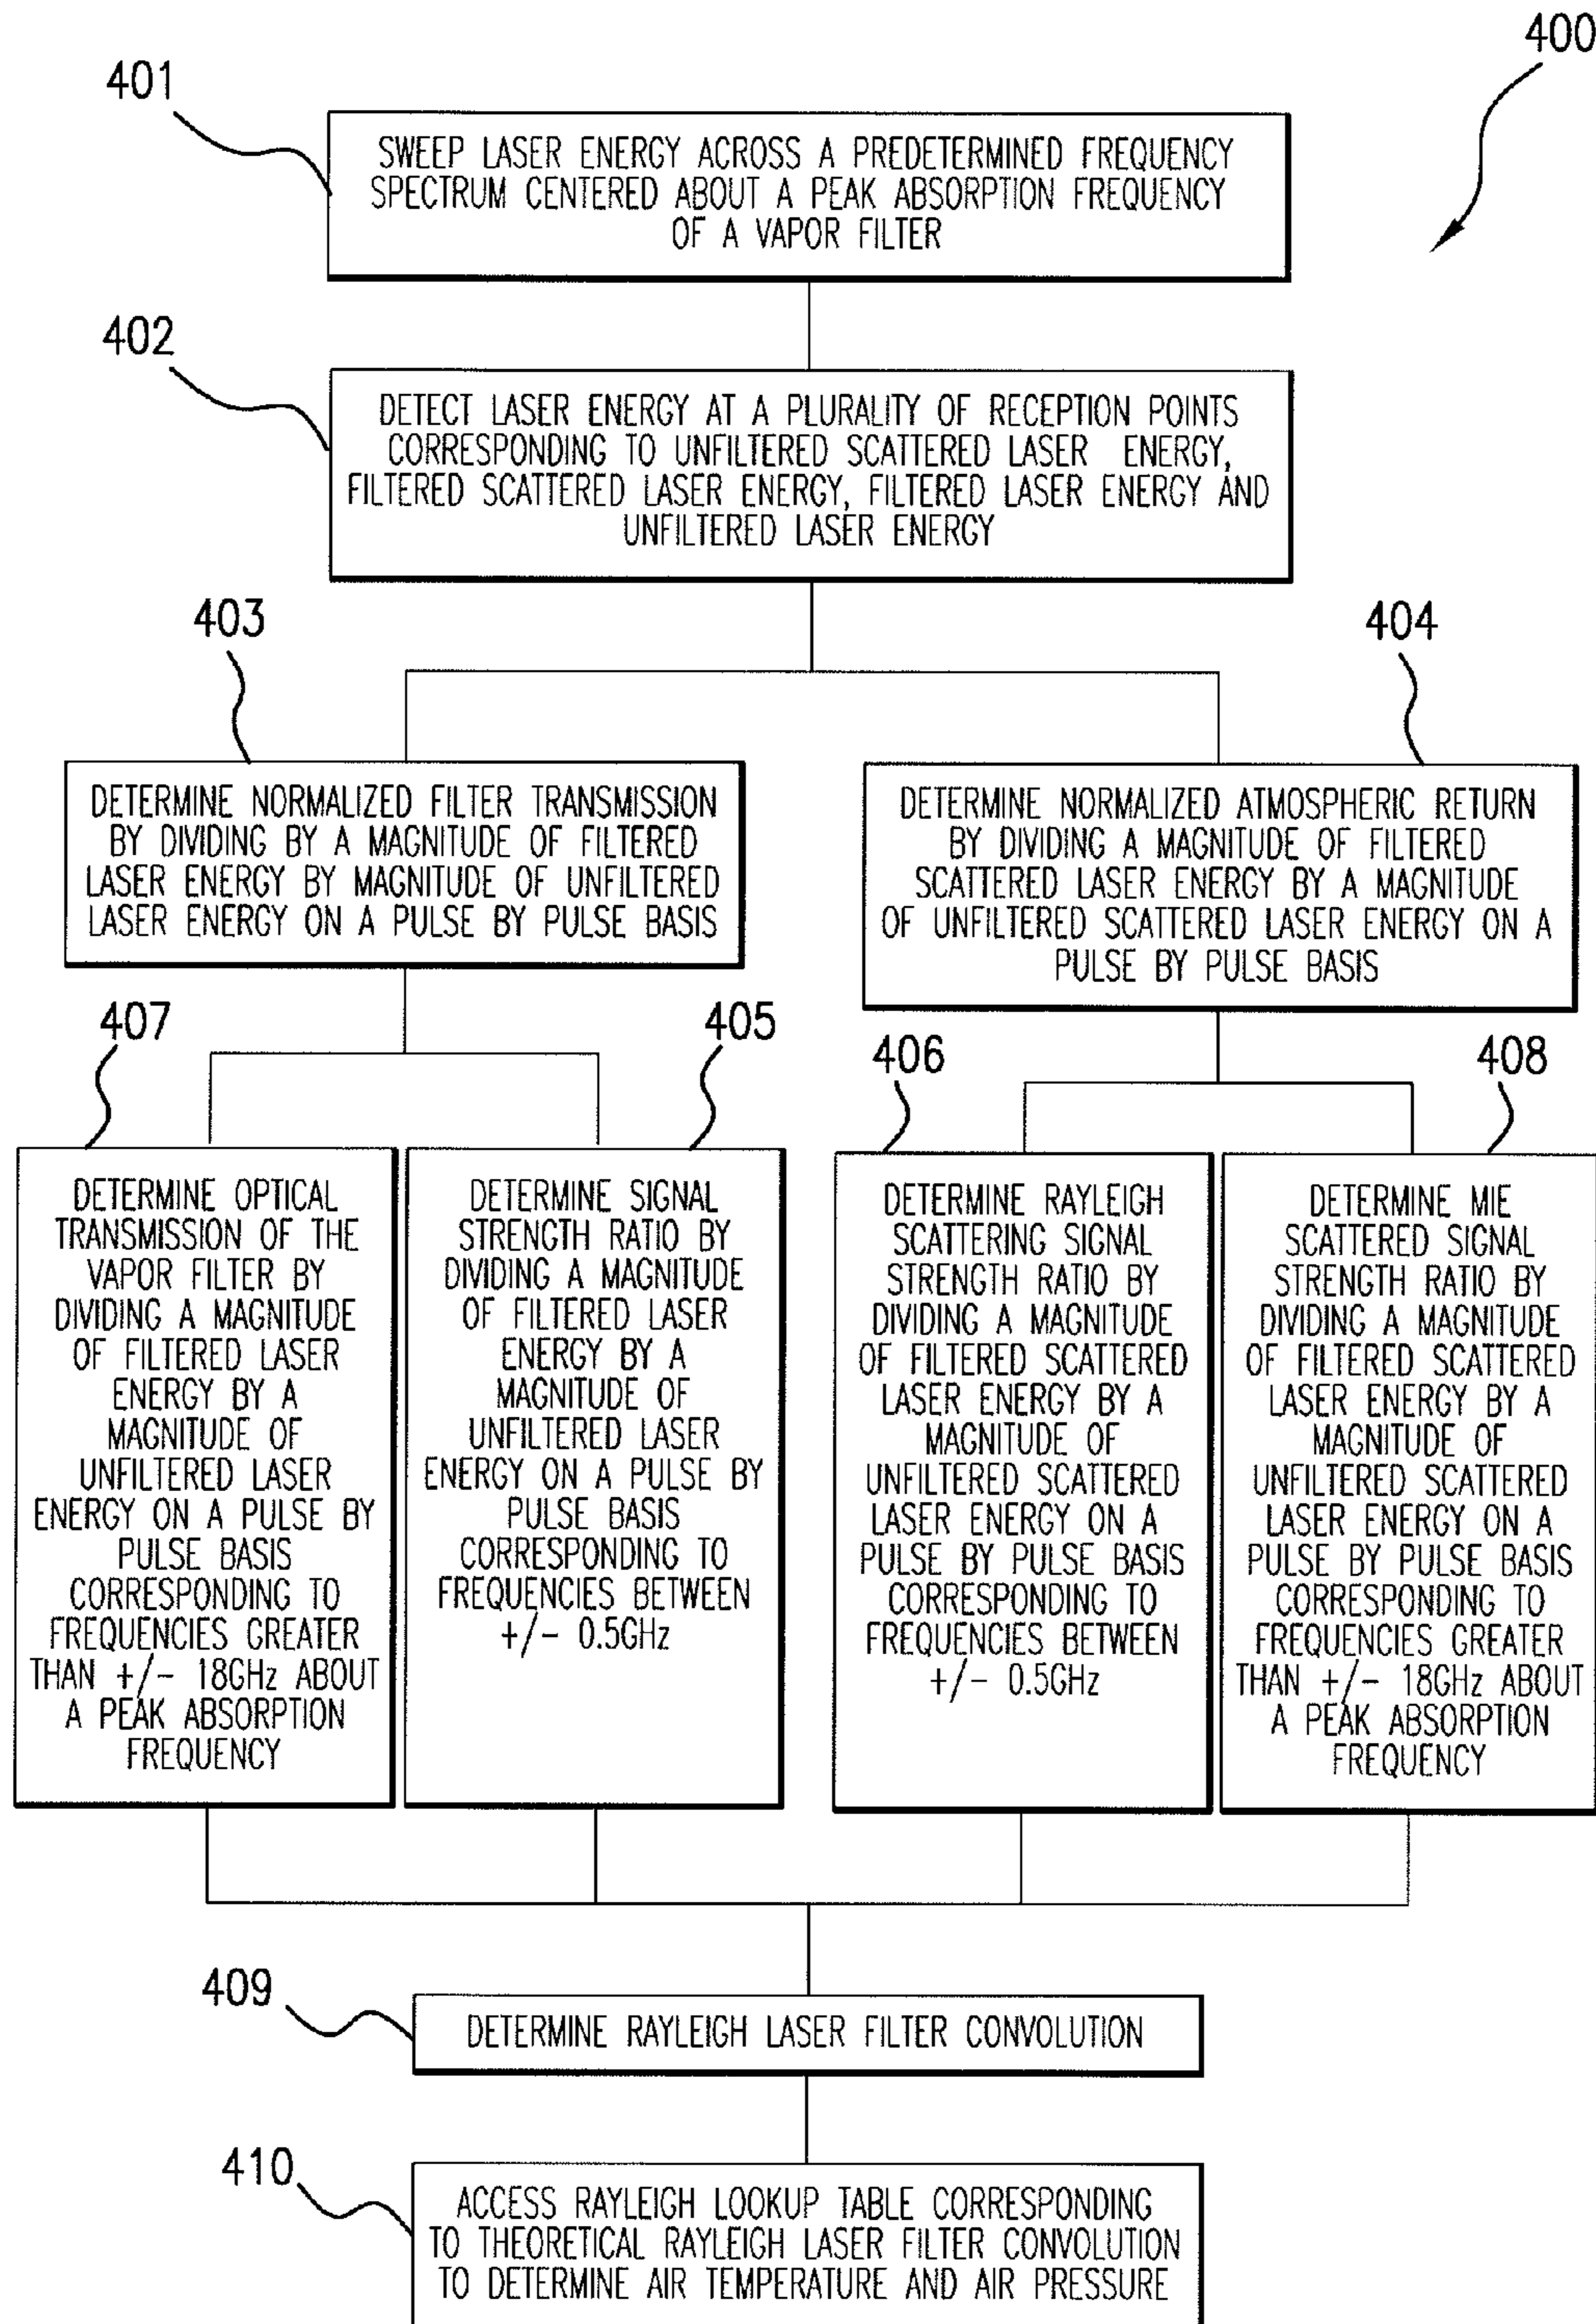 400
401
SWEEP LASER ENERGY ACROSS A PREDETERMINED FREQUENCY
SPECTRUM CENTERED ABOUT A PEAK ABSORPTION FREQUENCY
OF A VAPOR FILTER
402
DETECT LASER ENERGY AT A PLURALITY OF RECEPTION POINTS
CORRESPONDING TO UNFILTERED SCATTERED LASER ENERGY,
FILTERED SCATTERED LASER ENERGY, FILTERED LASER ENERGY AND
UNFILTERED LASER ENERGY
403
DETERMINE NORMALIZED FILTER TRANSMISSION
BY DIVIDING BY A MAGNITUDE OF FILTERED
LASER ENERGY BY MAGNITUDE OF UNFILTERED
LASER ENERGY ON A PULSE BY PULSE BASIS
404
DETERMINE NORMALIZED ATMOSPHERIC RETURN
BY DIVIDING A MAGNITUDE OF FILTERED
SCATTERED LASER ENERGY BY A MAGNITUDE
OF UNFILTERED SCATTERED LASER ENERGY ON A
PULSE BY PULSE BASIS
407
DETERMINE OPTICAL
TRANSMISSION OF THE
VAPOR FILTER BY
DIVIDING A MAGNITUDE
OF FILTERED LASER
ENERGY BY A
MAGNITUDE OF
UNFILTERED LASER
ENERGY ON A PULSE BY
PULSE BASIS
CORRESPONDING TO
FREQUENCIES GREATER
THAN +/- 18GHz ABOUT
A PEAK ABSORPTION
FREQUENCY
405
DETERMINE SIGNAL
STRENGTH RATIO BY
DIVIDING A MAGNITUDE
OF FILTERED LASER
ENERGY BY A
MAGNITUDE OF
UNFILTERED LASER
ENERGY ON A PULSE BY
PULSE BASIS
CORRESPONDING TO
FREQUENCIES BETWEEN
+/- 0.5GHz
406
DETERMINE RAYLEIGH
SCATTERING SIGNAL
STRENGTH RATIO BY
DIVIDING A MAGNITUDE
OF FILTERED SCATTERED
LASER ENERGY BY A
MAGNITUDE OF
UNFILTERED SCATTERED
LASER ENERGY ON A
PULSE BY PULSE BASIS
CORRESPONDING TO
FREQUENCIES BETWEEN
+/- 0.5GHz
408
DETERMINE MIE
SCATTERED SIGNAL
STRENGTH RATIO BY
DIVIDING A MAGNITUDE
OF FILTERED SCATTERED
LASER ENERGY BY A
MAGNITUDE OF
UNFILTERED SCATTERED
LASER ENERGY ON A
PULSE BY PULSE BASIS
CORRESPONDING TO
FREQUENCIES GREATER
THAN +/- 18GHz ABOUT
A PEAK ABSORPTION
FREQUENCY
409
DETERMINE RAYLEIGH LASER FILTER CONVOLUTION
410
ACCESS RAYLEIGH LOOKUP TABLE CORRESPONDING
TO THEORETICAL RAYLEIGH LASER FILTER CONVOLUTION
TO DETERMINE AIR TEMPERATURE AND AIR PRESSURE